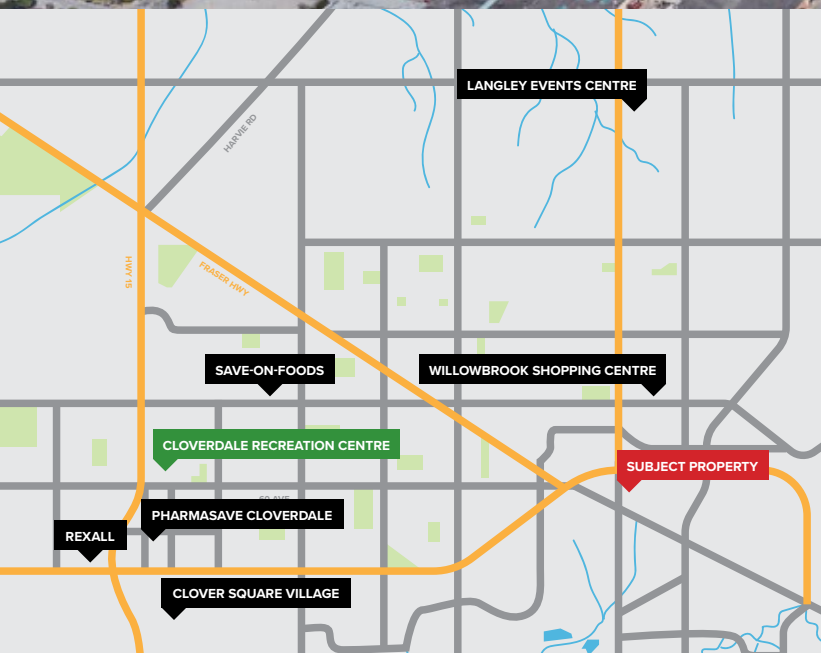 LANGLEY EVENTS CENTRE
HARVIE RD
HWY 15
FRASER HWY
SAVE-ON-FOODS
WILLOWBROOK SHOPPING CENTRE
CLOVERDALE RECREATION CENTRE
SUBJECT PROPERTY
PHARMASAVE CLOVERDALE
REXALL
CLOVER SQUARE VILLAGE